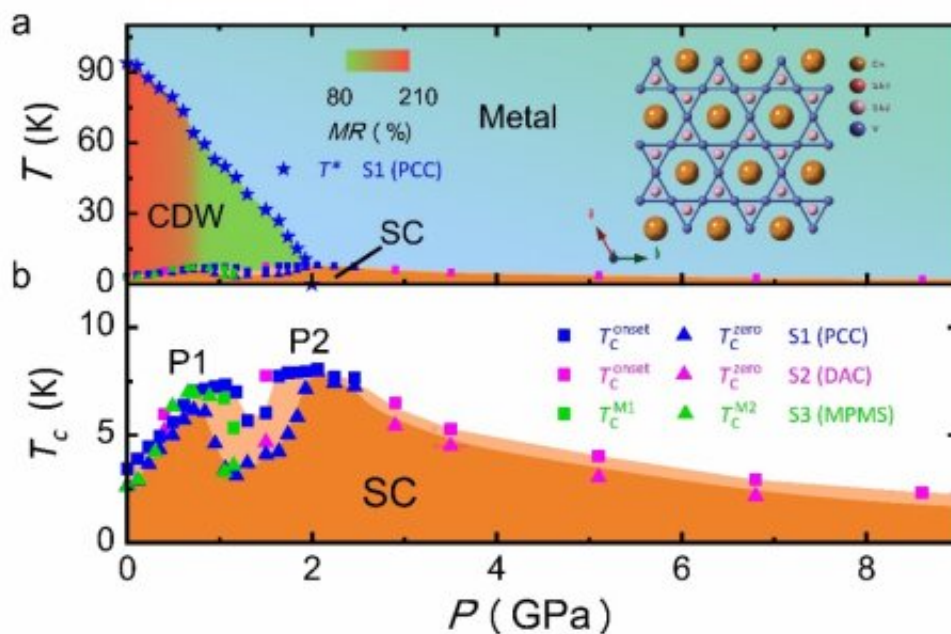 a
T (K)
90
60
30
0
80 210
MR (%)
T* S1 (PCC)
Metal
CDW
SC
b
T_c (K)
10
5
0
P1
P2
T_c^onset T_c^zero S1 (PCC)
T_c^onset T_c^zero S2 (DAC)
T_c^M1 T_c^M2 S3 (MPMS)
SC
0 2 4 6 8
P (GPa)